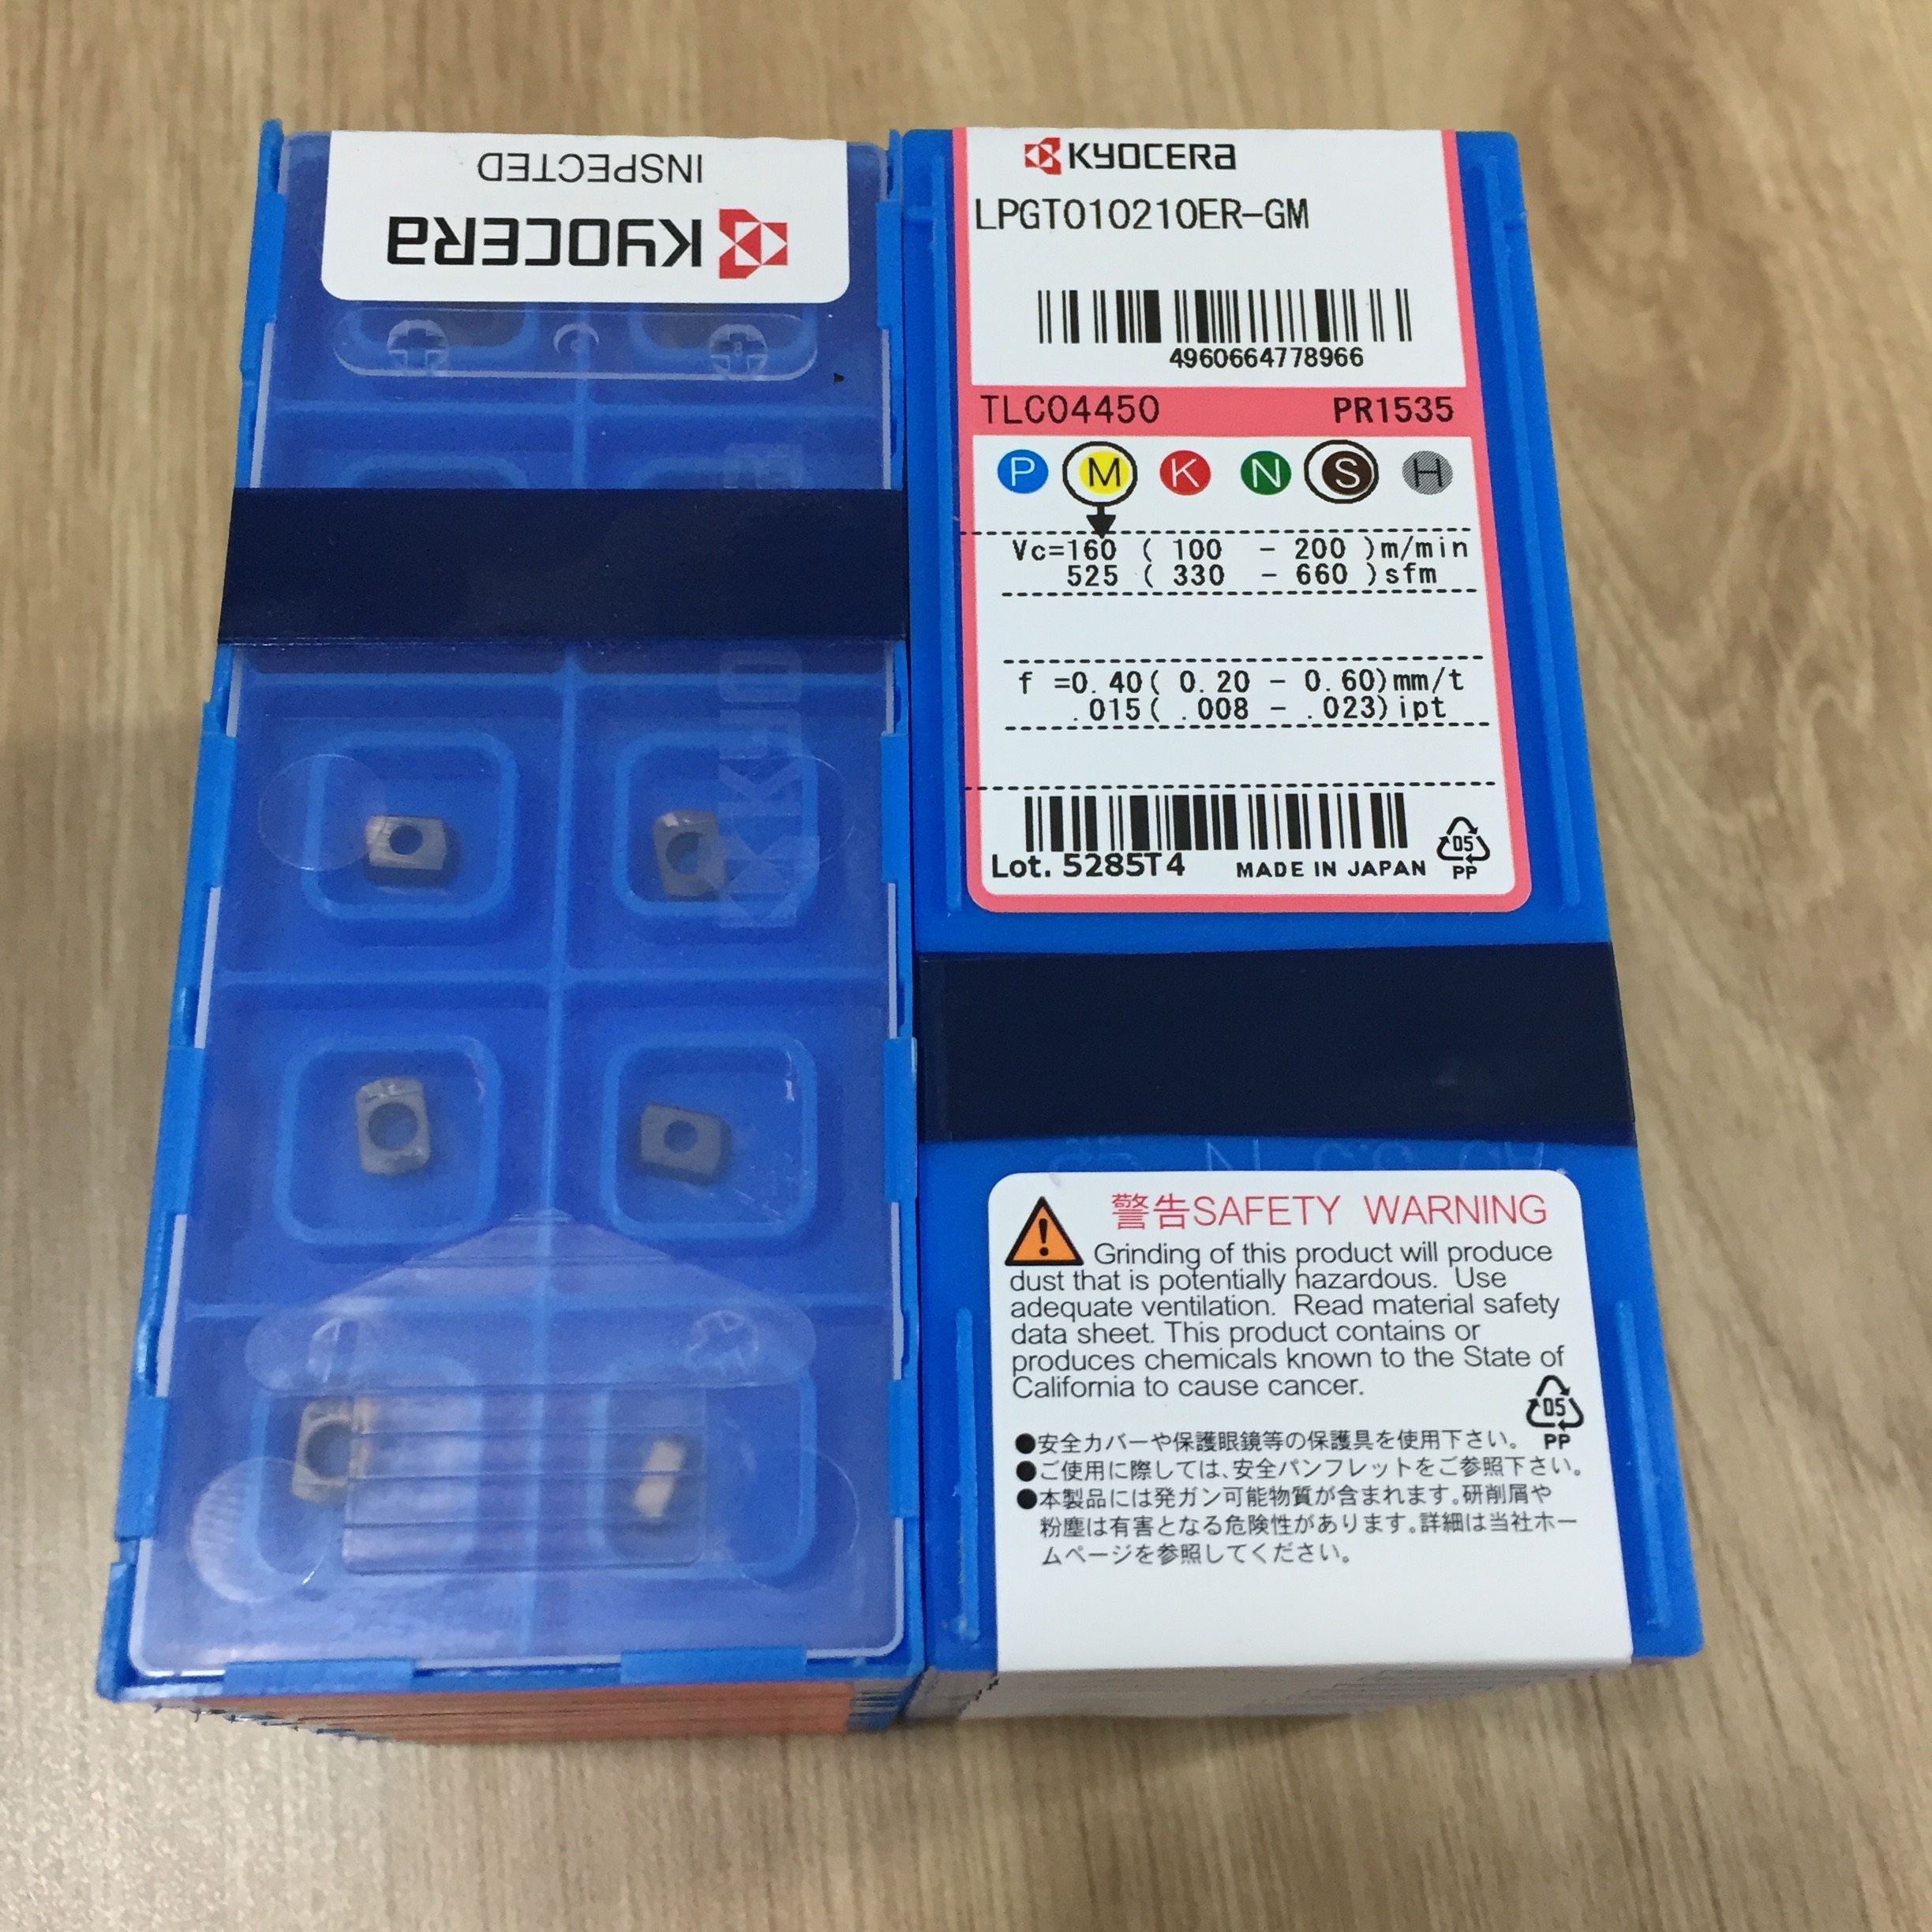 INSPECTED
KYOCERA
KYO
KYOCERA
LPGT010210ER-GM
4960664778966
TLC04450 PR1535
P M K N S H
Vc=160 ( 100 - 200 )m/min
525 ( 330 - 660 )sfm
f =0.40( 0.20 - 0.60)mm/t
.015( .008 - .023)ipt
Lot. 5285T4 MADE IN JAPAN
05
PP
警告SAFETY WARNING
Grinding of this product will produce
dust that is potentially hazardous. Use
adequate ventilation. Read material safety
data sheet. This product contains or
produces chemicals known to the State of
California to cause cancer.
05
PP
●安全カバーや保護眼鏡等の保護具を使用下さい。
●ご使用に際しては、安全パンフレットをご参照下さい。
●本製品には発ガン可能物質が含まれます。研削屑や
粉塵は有害となる危険性があります。詳細は当社ホー
ムページを参照してください。